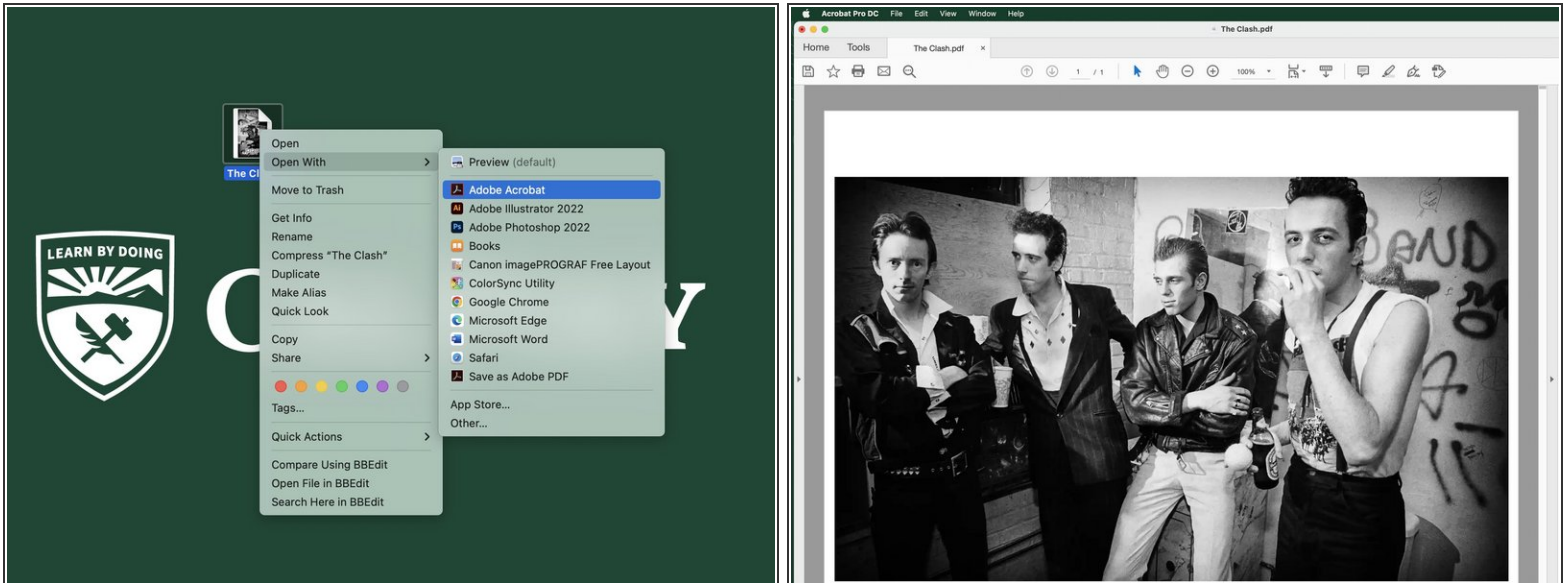 The Cl
Open
Open With
Move to Trash
Get Info
Rename
Compress “The Clash”
Duplicate
Make Alias
Quick Look
Copy
Share
Tags...
Quick Actions
Compare Using BBEdit
Open File in BBEdit
Search Here in BBEdit
Preview (default)
Adobe Acrobat
Adobe Illustrator 2022
Adobe Photoshop 2022
Books
Canon imagePROGRAF Free Layout
ColorSync Utility
Google Chrome
Microsoft Edge
Microsoft Word
Safari
Save as Adobe PDF
App Store...
Other...
LEARN BY DOING
C Y
Acrobat Pro DC File Edit View Window Help
The Clash.pdf
Home Tools The Clash.pdf ×
1 / 1 100%
BAND